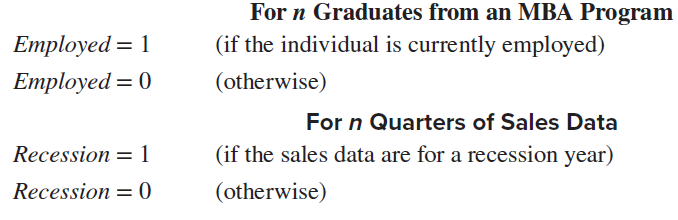 For n Graduates from an MBA Program
Employed = 1 (if the individual is currently employed)
Employed = 0 (otherwise)
For n Quarters of Sales Data
Recession = 1 (if the sales data are for a recession year)
Recession = 0 (otherwise)